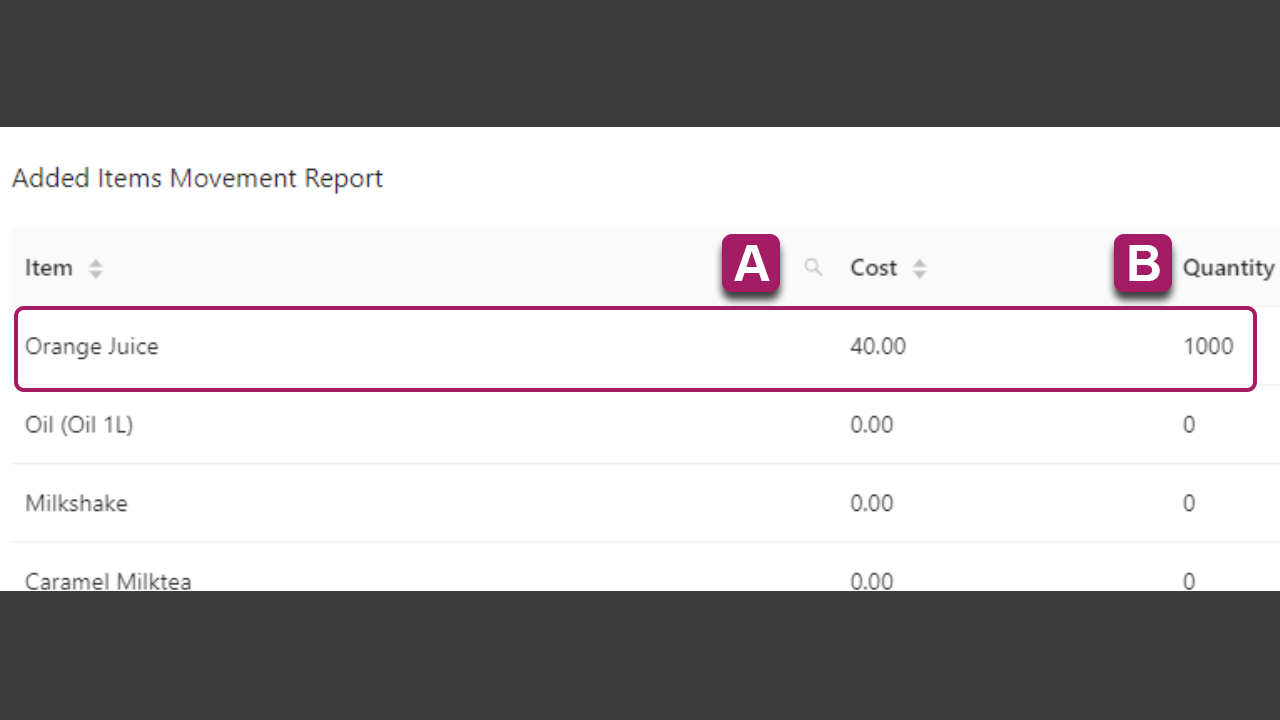 Added Items Movement Report
Item A Cost B Quantity
Orange Juice 40.00 1000
Oil (Oil 1L) 0.00 0
Milkshake 0.00 0
Caramel Milktea 0.00 0